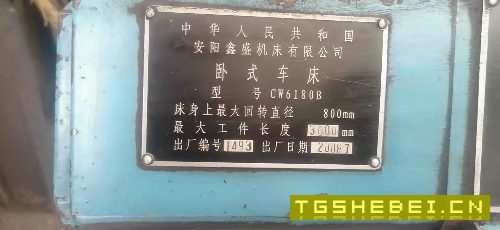 中华人民共和国
安阳鑫盛机床有限公司
卧式车床
型号 CW6180B
床身上最大回转直径 800mm
最大工件长度 3000mm
出厂编号 1493 出厂日期 20087
TGSHEBEI.CN